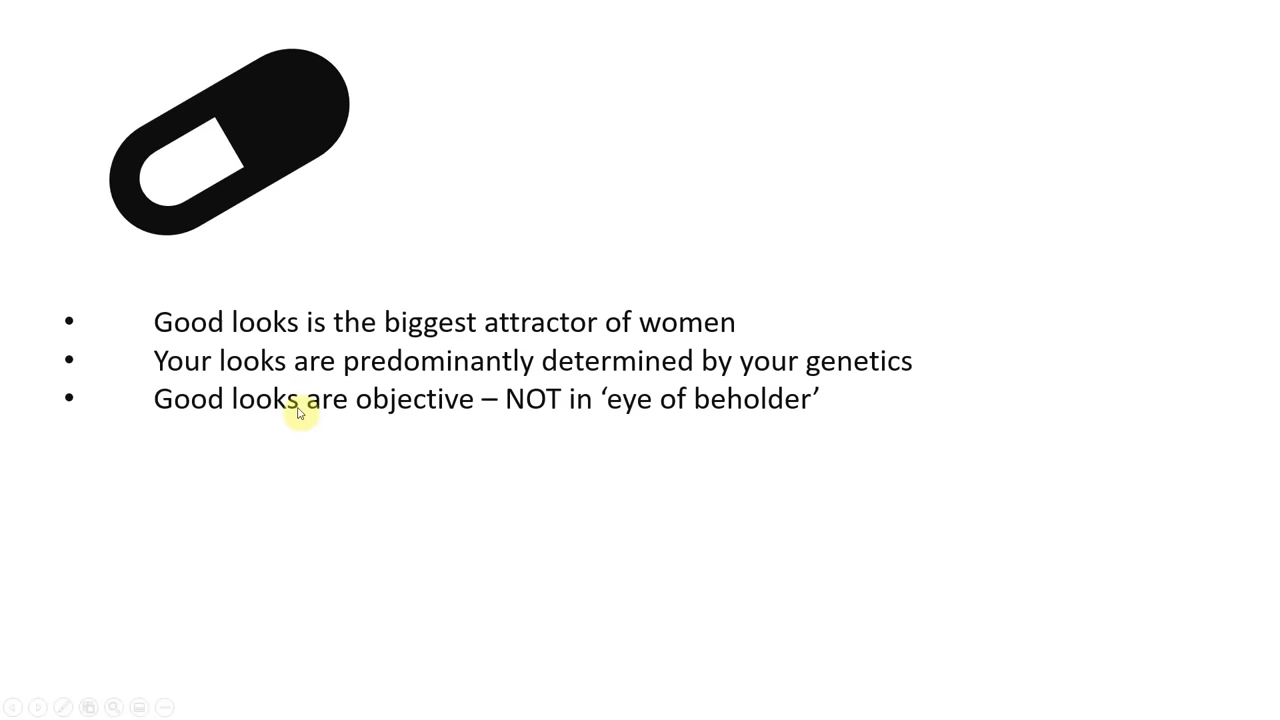 • Good looks is the biggest attractor of women
• Your looks are predominantly determined by your genetics
• Good looks are objective – NOT in ‘eye of beholder’